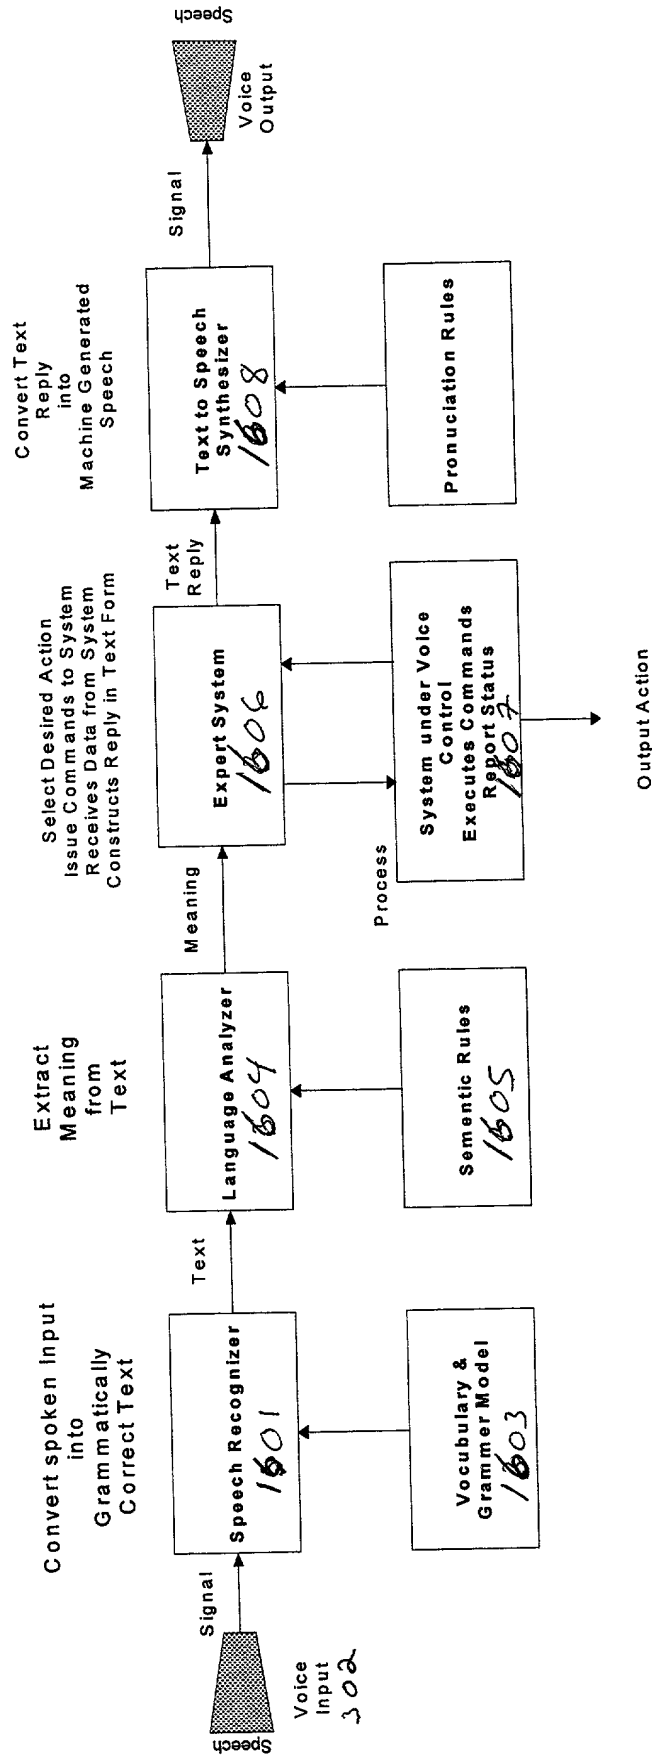 Convert spoken Input
into
Grammatically
Correct Text
Extract
Meaning
from
Text
Select Desired Action
Issue Commands to System
Receives Data from System
Constructs Reply in Text Form
Convert Text
Reply
into
Machine Generated
Speech
Speech
Voice
Input
302
Signal
Speech Recognizer
1601
Text
Language Analyzer
1604
Meaning
Expert System
1606
Text
Reply
Text to Speech
Synthesizer
1608
Signal
Voice
Output
Speech
Vocubulary &
Grammer Model
1603
Sementic Rules
1605
Process
System under Voice
Control
Executes Commands
Report Status
1607
Pronuciation Rules
Output Action